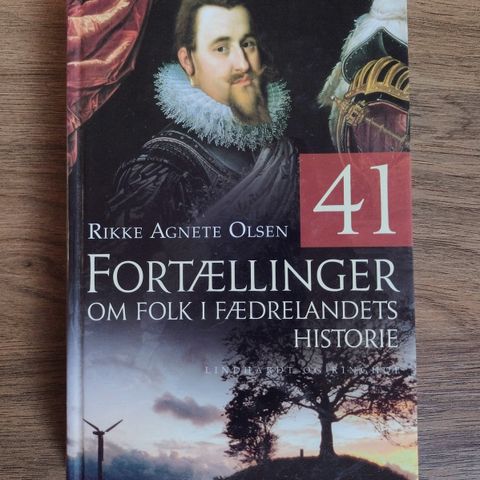 41
RIKKE AGNETE OLSEN
FORTÆLLINGER
OM FOLK I FÆDRELANDETS
HISTORIE
LINDHARDT OG RINGHOF